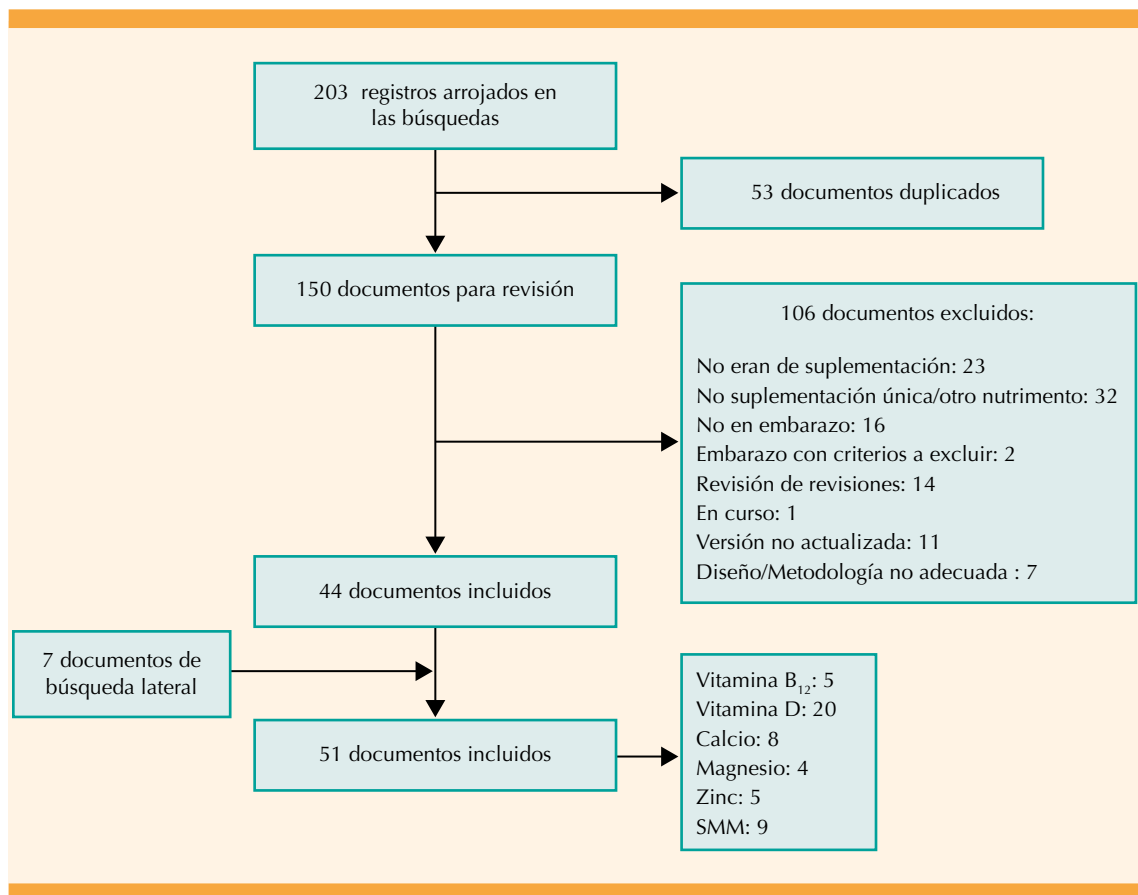 203 registros arrojados en
las búsquedas
53 documentos duplicados
150 documentos para revisión
106 documentos excluidos:
No eran de suplementación: 23
No suplementación única/otro nutrimento: 32
No en embarazo: 16
Embarazo con criterios a excluir: 2
Revisión de revisiones: 14
En curso: 1
Versión no actualizada: 11
Diseño/Metodología no adecuada : 7
44 documentos incluidos
7 documentos de
búsqueda lateral
51 documentos incluidos
Vitamina B₁₂: 5
Vitamina D: 20
Calcio: 8
Magnesio: 4
Zinc: 5
SMM: 9